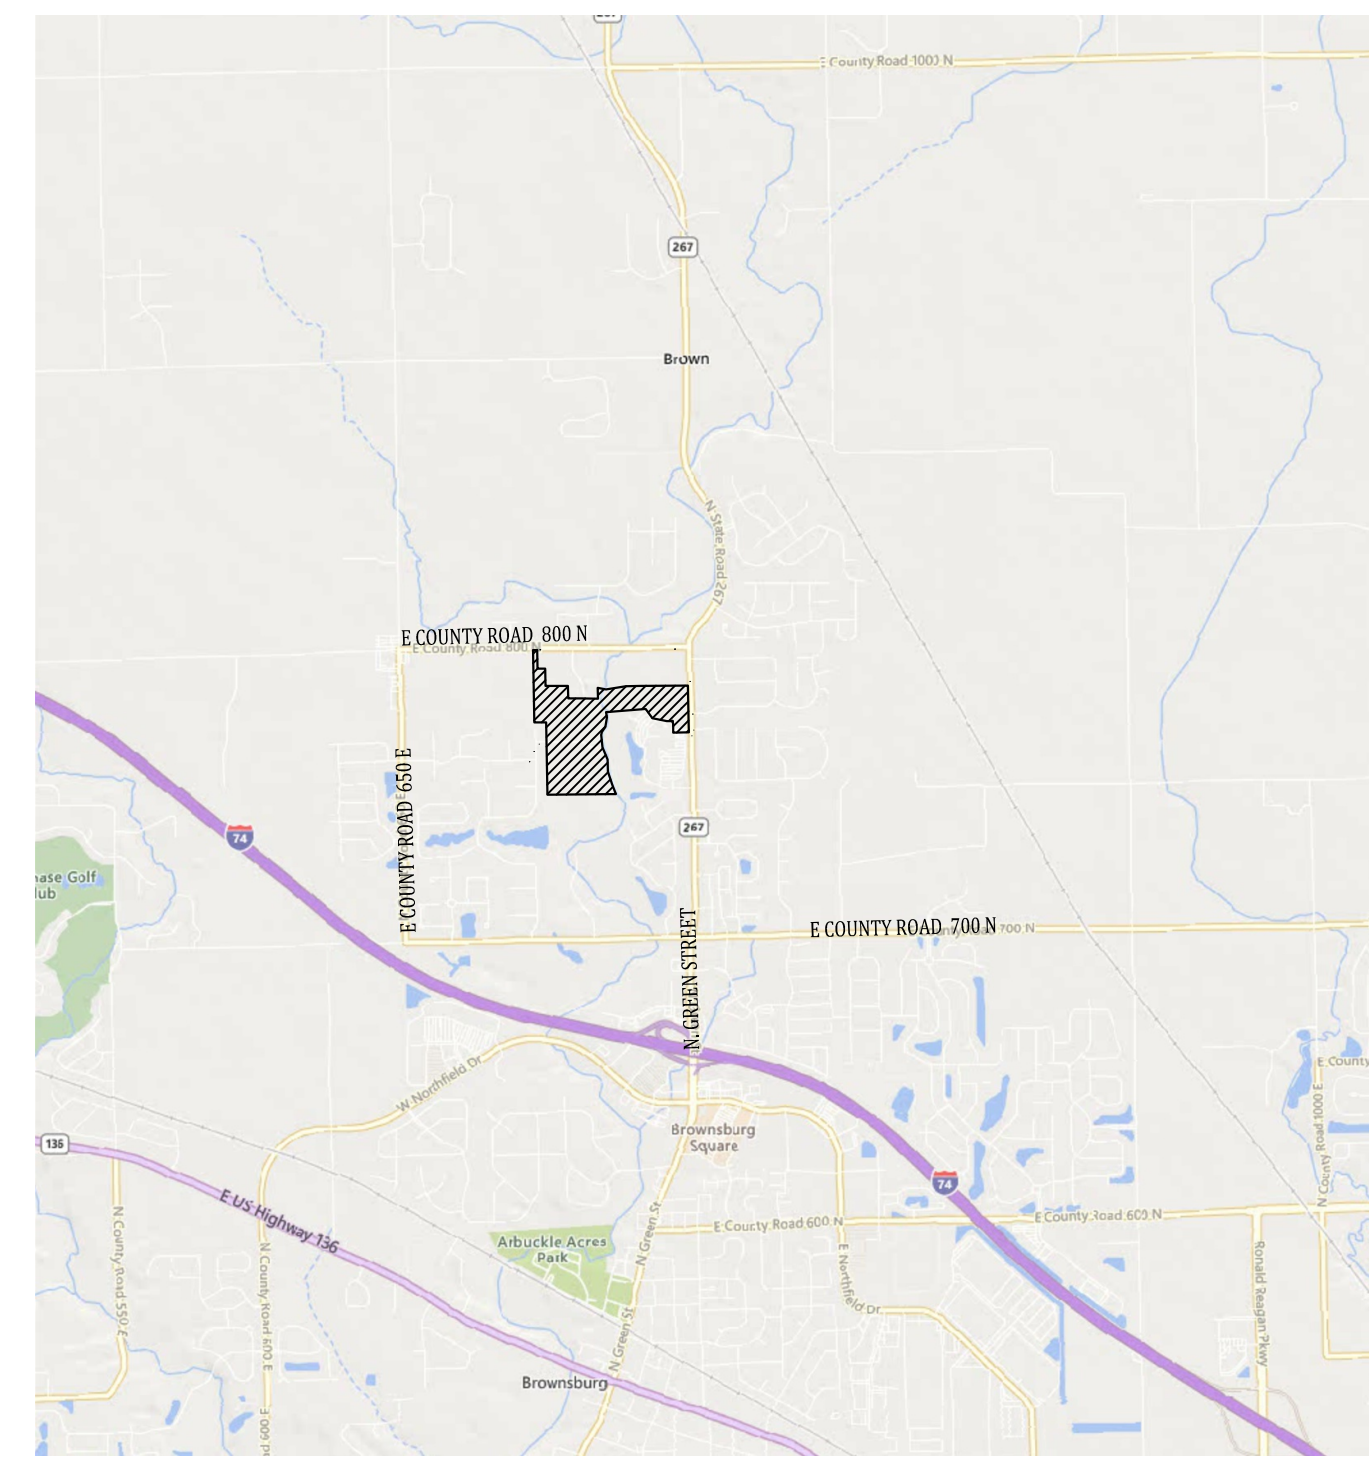 E County Road 1000 N
267
Brown
N State Road 267
E COUNTY ROAD 800 N
E County Road 800 N
E COUNTY ROAD 650 E
74
267
Golf
E COUNTY ROAD 700 N
700 N
N. GREEN STREET
W Northfield Dr
E County
N County Road 1000 E
Brownsburg
Square
136
74
E US Highway 136
N County Road 550 E
N County Road 600 E
Arbuckle Acres
Park
N Green St
E County Road 600 N
E County Road 600 N
E Northfield Dr
Ronald Reagan Pkwy
N Green St
Brownsburg